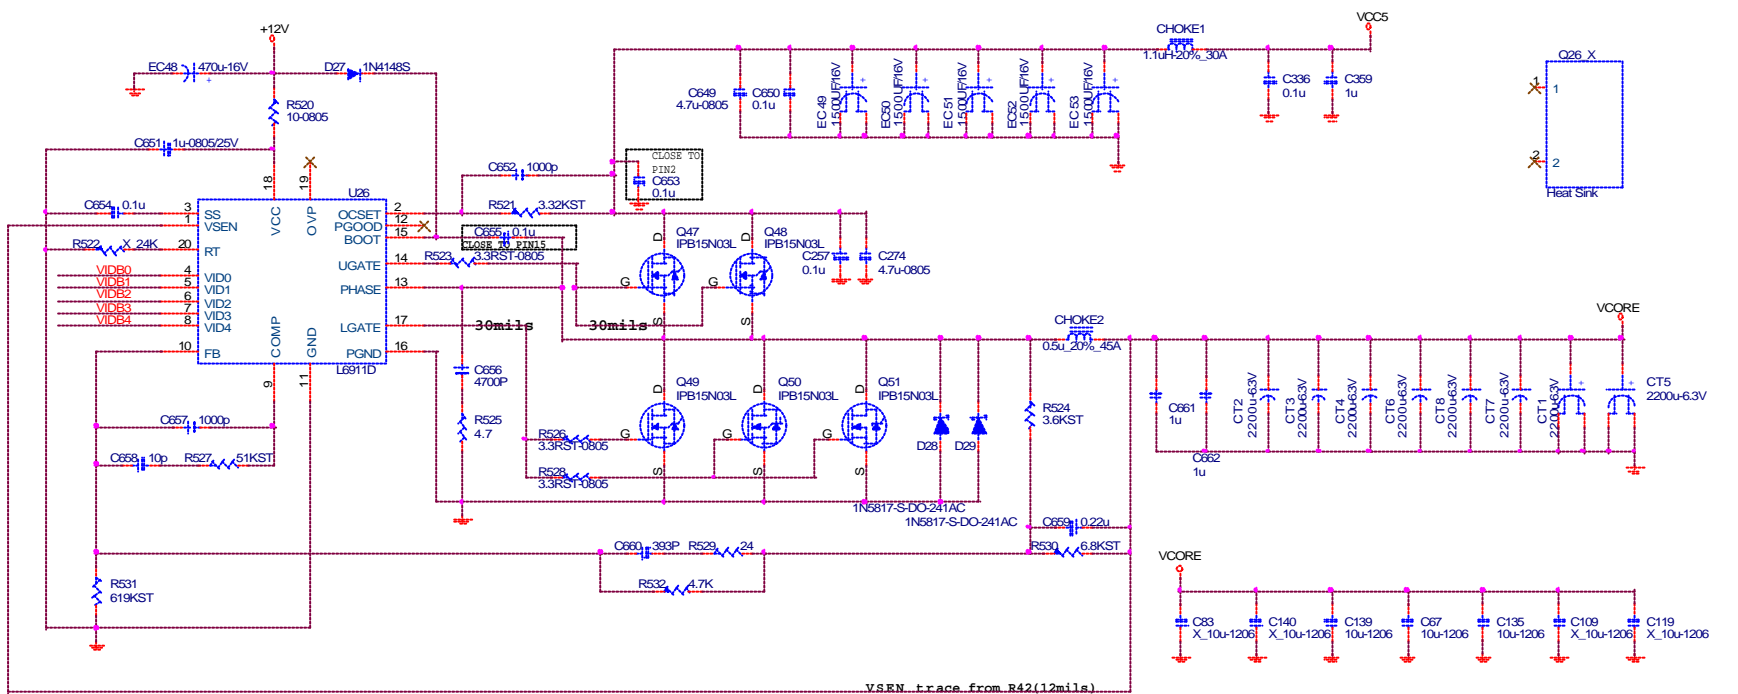 +12V
EC48
470u-16V
+
D27
1N4148S
R520
10-0805
C651
1u-0805/25V
18
19
U26
VCC
OVP
3
SS
1
VSEN
20
RT
4
VID0
5
VID1
6
VID2
7
VID3
8
VID4
10
FB
COMP
GND
9
11
L6911D
2
OCSET
12
PGOOD
15
BOOT
14
UGATE
13
PHASE
17
LGATE
16
PGND
C654
0.1u
R522
X_24K
VIDB0
VIDB1
VIDB2
VIDB3
VIDB4
C657
1000p
C658
10p
R527
51KST
R531
619KST
C652
1000p
R521
3.32KST
C655
0.1u
CLOSE TO PIN15
R523
3.3RST-0805
CLOSE TO
PIN2
C653
0.1u
30mils
30mils
C656
4700P
R525
4.7
R526
3.3RST-0805
R528
3.3RST-0805
Q47
IPB15N03L
D
G
S
Q48
IPB15N03L
D
G
S
C257
0.1u
C274
4.7u-0805
Q49
IPB15N03L
D
G
S
Q50
IPB15N03L
D
G
S
Q51
IPB15N03L
D
G
S
D28
D29
1N5817-S-DO-241AC
1N5817-S-DO-241AC
C649
4.7u-0805
C650
0.1u
EC49
1500UF/16V
+
EC50
1500UF/16V
+
EC51
1500UF/16V
+
EC52
1500UF/16V
+
EC53
1500UF/16V
+
CHOKE1
1.1uH-20%_30A
VCC5
C336
0.1u
C359
1u
Q26_X
1
1
2
2
Heat Sink
CHOKE2
0.5u_20%_45A
R524
3.6KST
C659
0.22u
R530
6.8KST
C660
393P
R529
24
R532
4.7K
VCORE
C661
1u
C662
1u
CT2
2200u-6.3V
CT3
2200u-6.3V
CT4
2200u-6.3V
CT6
2200u-6.3V
CT8
2200u-6.3V
CT7
2200u-6.3V
CT1
2200u-6.3V
+
CT5
2200u-6.3V
+
VCORE
C83
X_10u-1206
C140
X_10u-1206
C139
10u-1206
C67
10u-1206
C135
10u-1206
C109
X_10u-1206
C119
X_10u-1206
VSEN trace from R42(12mils)